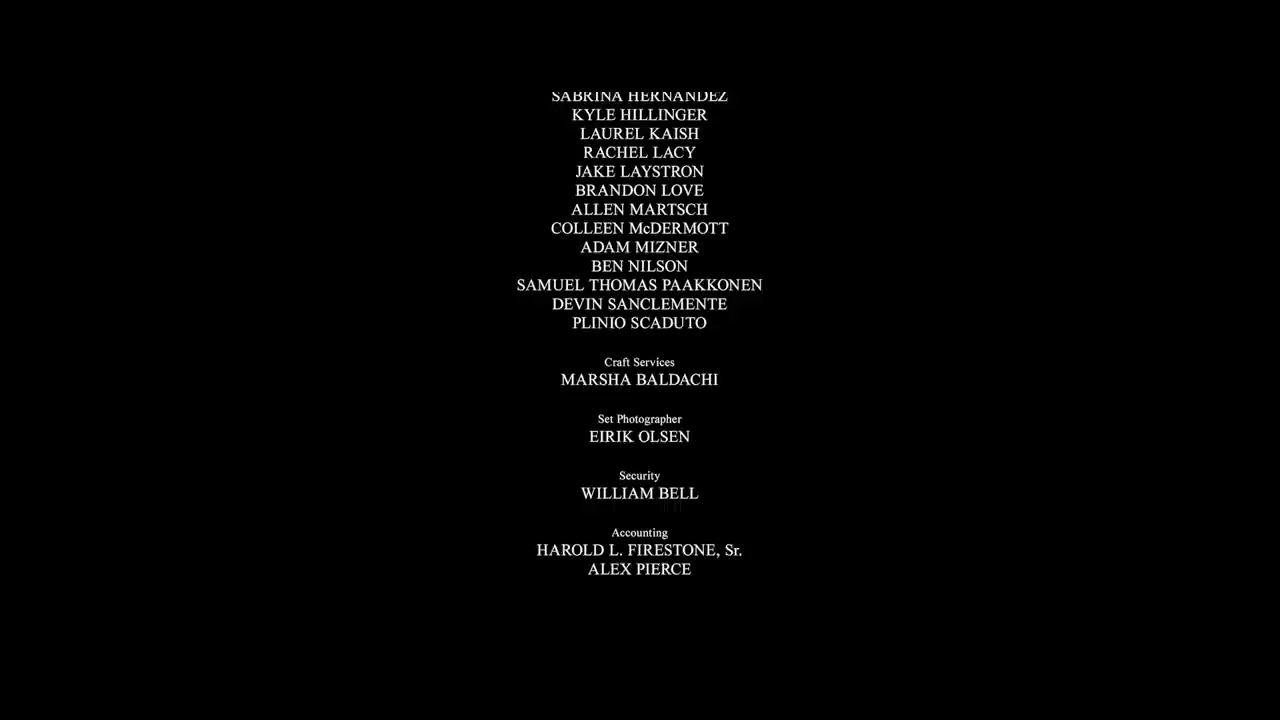 SABRINA HERNANDEZ
KYLE HILLINGER
LAUREL KAISH
RACHEL LACY
JAKE LAYSTRON
BRANDON LOVE
ALLEN MARTSCH
COLLEEN McDERMOTT
ADAM MIZNER
BEN NILSON
SAMUEL THOMAS PAAKKONEN
DEVIN SANCLEMENTE
PLINIO SCADUTO
Craft Services
MARSHA BALDACHI
Set Photographer
EIRIK OLSEN
Security
WILLIAM BELL
Accounting
HAROLD L. FIRESTONE, Sr.
ALEX PIERCE